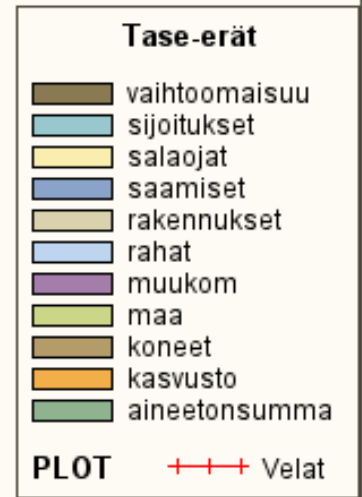 Tase-erät
vaihtoomaisuu
sijoitukset
salaojat
saamiset
rakennukset
rahat
muukom
maa
koneet
kasvusto
aineetonsumma
PLOT Velat